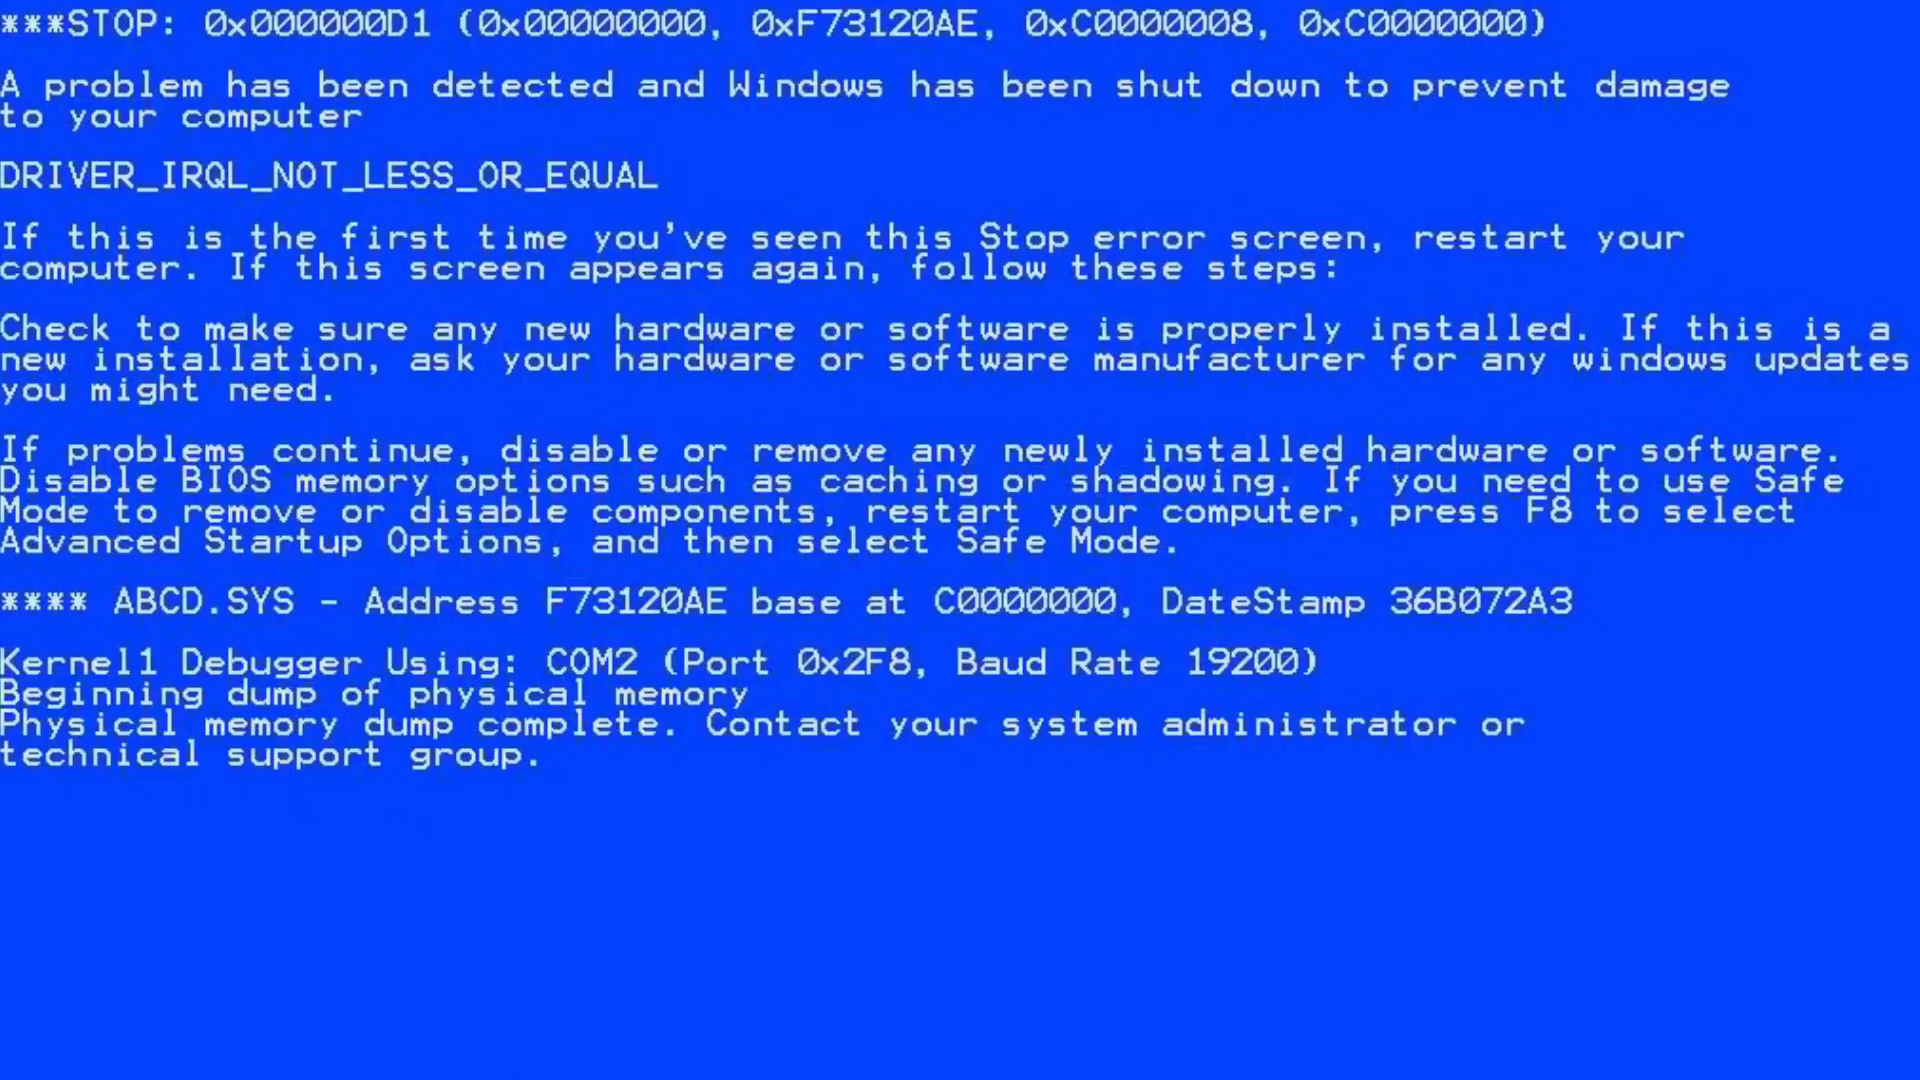 ***STOP: 0x000000D1 (0x00000000, 0xF73120AE, 0xC0000008, 0xC0000000)
A problem has been detected and Windows has been shut down to prevent damage
to your computer
DRIVER_IRQL_NOT_LESS_OR_EQUAL
If this is the first time you've seen this Stop error screen, restart your
computer. If this screen appears again, follow these steps:
Check to make sure any new hardware or software is properly installed. If this is a
new installation, ask your hardware or software manufacturer for any windows updates
you might need.
If problems continue, disable or remove any newly installed hardware or software.
Disable BIOS memory options such as caching or shadowing. If you need to use Safe
Mode to remove or disable components, restart your computer, press F8 to select
Advanced Startup Options, and then select Safe Mode.
**** ABCD.SYS - Address F73120AE base at C0000000, DateStamp 36B072A3
Kernel1 Debugger Using: COM2 (Port 0x2F8, Baud Rate 19200)
Beginning dump of physical memory
Physical memory dump complete. Contact your system administrator or
technical support group.